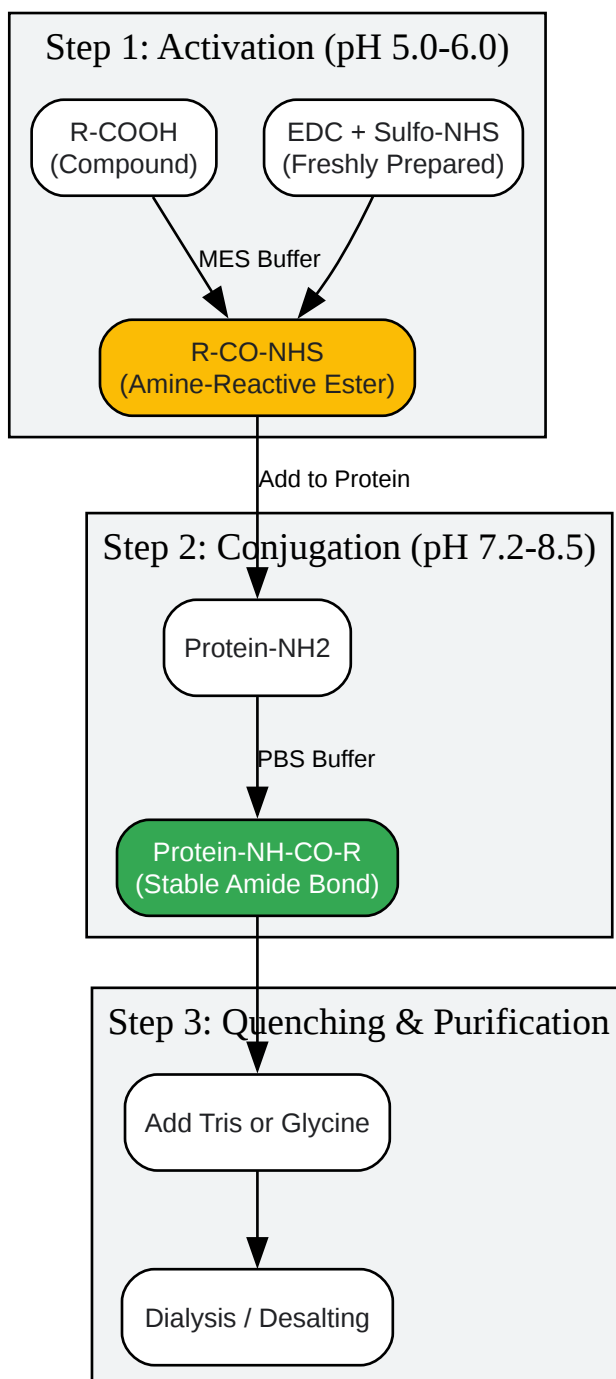 Step 1: Activation (pH 5.0-6.0)
R-COOH
(Compound)
EDC + Sulfo-NHS
(Freshly Prepared)
MES Buffer
R-CO-NHS
(Amine-Reactive Ester)
Add to Protein
Step 2: Conjugation (pH 7.2-8.5)
Protein-NH2
PBS Buffer
Protein-NH-CO-R
(Stable Amide Bond)
Step 3: Quenching & Purification
Add Tris or Glycine
Dialysis / Desalting